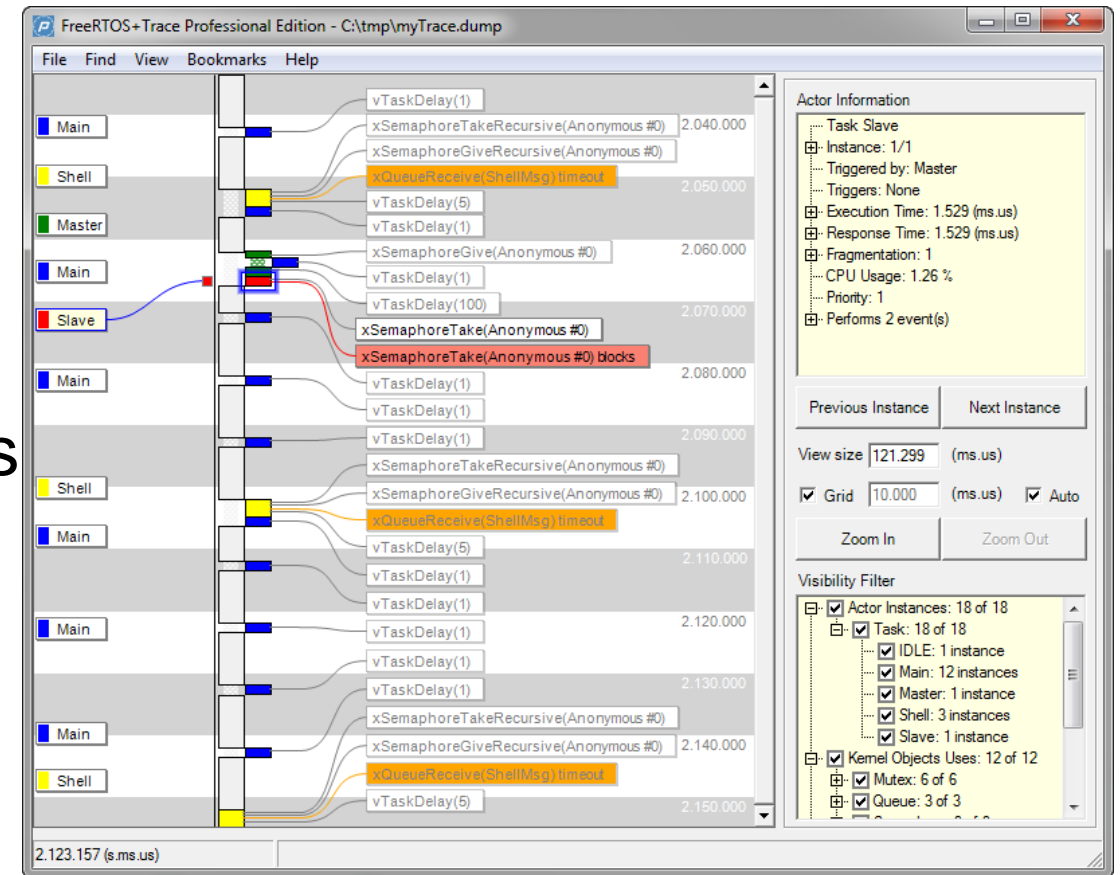 FreeRTOS+Trace Professional Edition - C:\tmp\myTrace.dump
File Find View Bookmarks Help
vTaskDelay(1)
Main
xSemaphoreTakeRecursive(Anonymous #0) 2.040.000
xSemaphoreGiveRecursive(Anonymous #0)
Shell
xQueueReceive(ShellMsg) timeout
2.050.000
vTaskDelay(5)
Master
vTaskDelay(1)
xSemaphoreGive(Anonymous #0) 2.060.000
Main
vTaskDelay(1)
vTaskDelay(100)
2.070.000
Slave
xSemaphoreTake(Anonymous #0)
xSemaphoreTake(Anonymous #0) blocks
2.080.000
Main
vTaskDelay(1)
vTaskDelay(1)
vTaskDelay(1) 2.090.000
s
xSemaphoreTakeRecursive(Anonymous #0)
Shell
xSemaphoreGiveRecursive(Anonymous #0) 2.100.000
xQueueReceive(ShellMsg) timeout
Main
vTaskDelay(5)
2.110.000
vTaskDelay(1)
vTaskDelay(1)
2.120.000
Main
vTaskDelay(1)
vTaskDelay(1)
2.130.000
vTaskDelay(1)
xSemaphoreTakeRecursive(Anonymous #0)
Main
xSemaphoreGiveRecursive(Anonymous #0) 2.140.000
xQueueReceive(ShellMsg) timeout
Shell
vTaskDelay(5)
2.150.000
2.123.157 (s.ms.us)
Actor Information
Task Slave
Instance: 1/1
Triggered by: Master
Triggers: None
Execution Time: 1.529 (ms.us)
Response Time: 1.529 (ms.us)
Fragmentation: 1
CPU Usage: 1.26 %
Priority: 1
Performs 2 event(s)
Previous Instance Next Instance
View size 121.299 (ms.us)
Grid 10.000 (ms.us) Auto
Zoom In Zoom Out
Visibility Filter
Actor Instances: 18 of 18
Task: 18 of 18
IDLE: 1 instance
Main: 12 instances
Master: 1 instance
Shell: 3 instances
Slave: 1 instance
Kernel Objects Uses: 12 of 12
Mutex: 6 of 6
Queue: 3 of 3